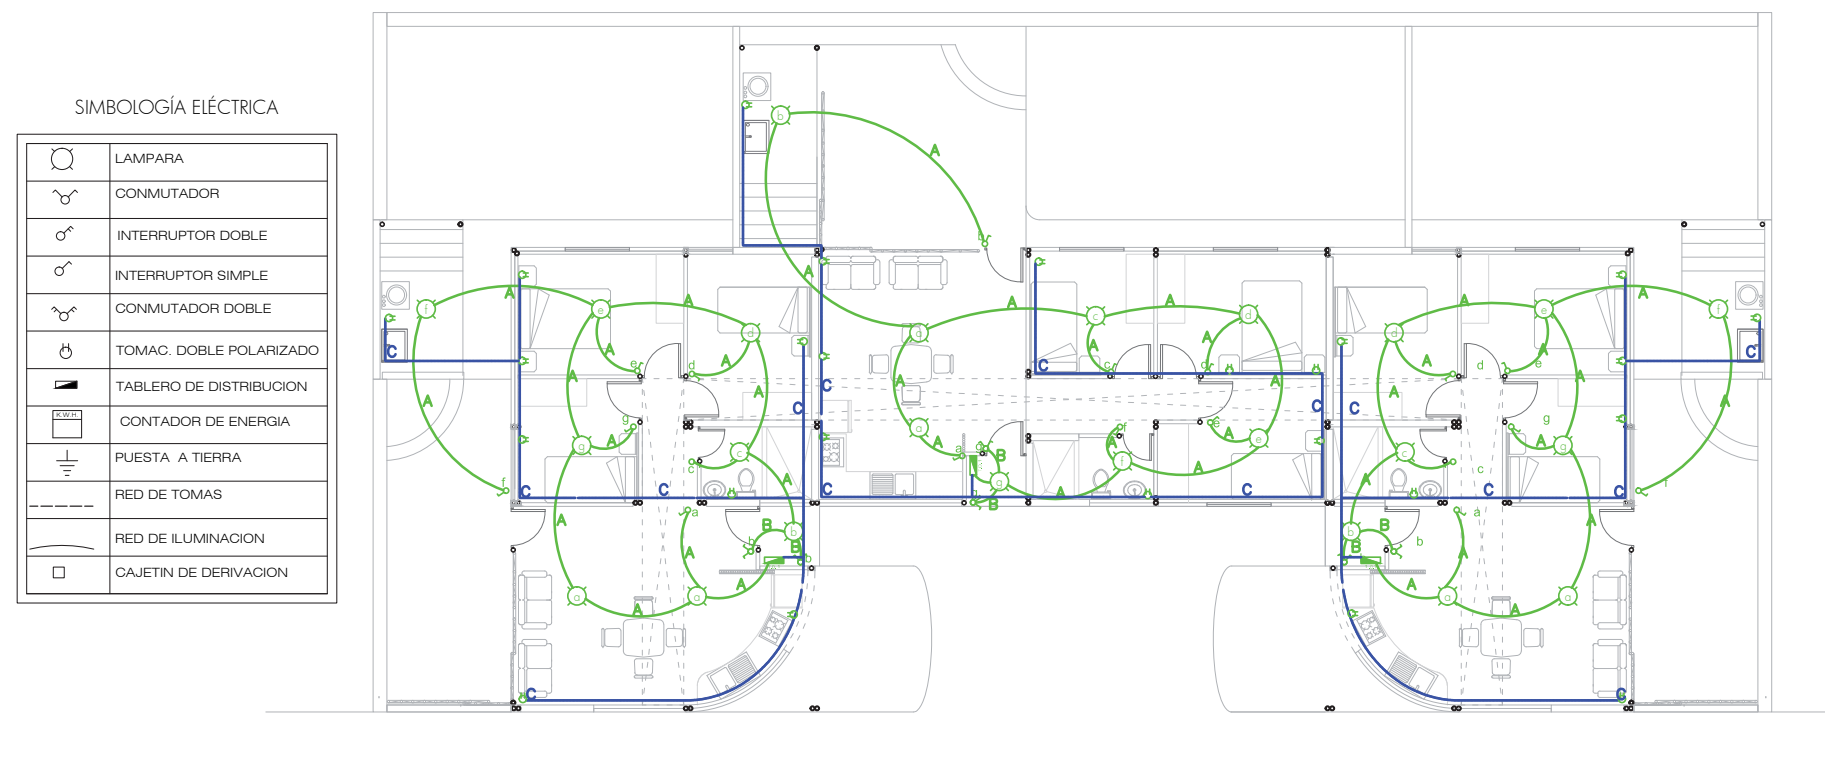 SIMBOLOGÍA ELÉCTRICA
LAMPARA
CONMUTADOR
INTERRUPTOR DOBLE
INTERRUPTOR SIMPLE
CONMUTADOR DOBLE
TOMAC. DOBLE POLARIZADO
TABLERO DE DISTRIBUCION
K.W.H.
CONTADOR DE ENERGIA
PUESTA A TIERRA
RED DE TOMAS
RED DE ILUMINACION
CAJETIN DE DERIVACION
b
A
b
A
f
A
e
A
d
A
a
A
c
A
d
A
d
A
e
A
f
C
A
e
d
A
A
A
c
A
d
C
A
d
A
e
C
A
A
g
A
C
C
A
A
a
C
e
f
C
A
A
g
A
A
g
A
c
c
A
a
a
B
g
A
f
A
e
A
c
c
A
g
A
f
C
C
A
C
g
B
A
C
A
C
C
f
A
a
B
b
b
A
B
b
A
a
A
b
B
B
b
A
A
a
A
a
A
A
a
A
a
C
C